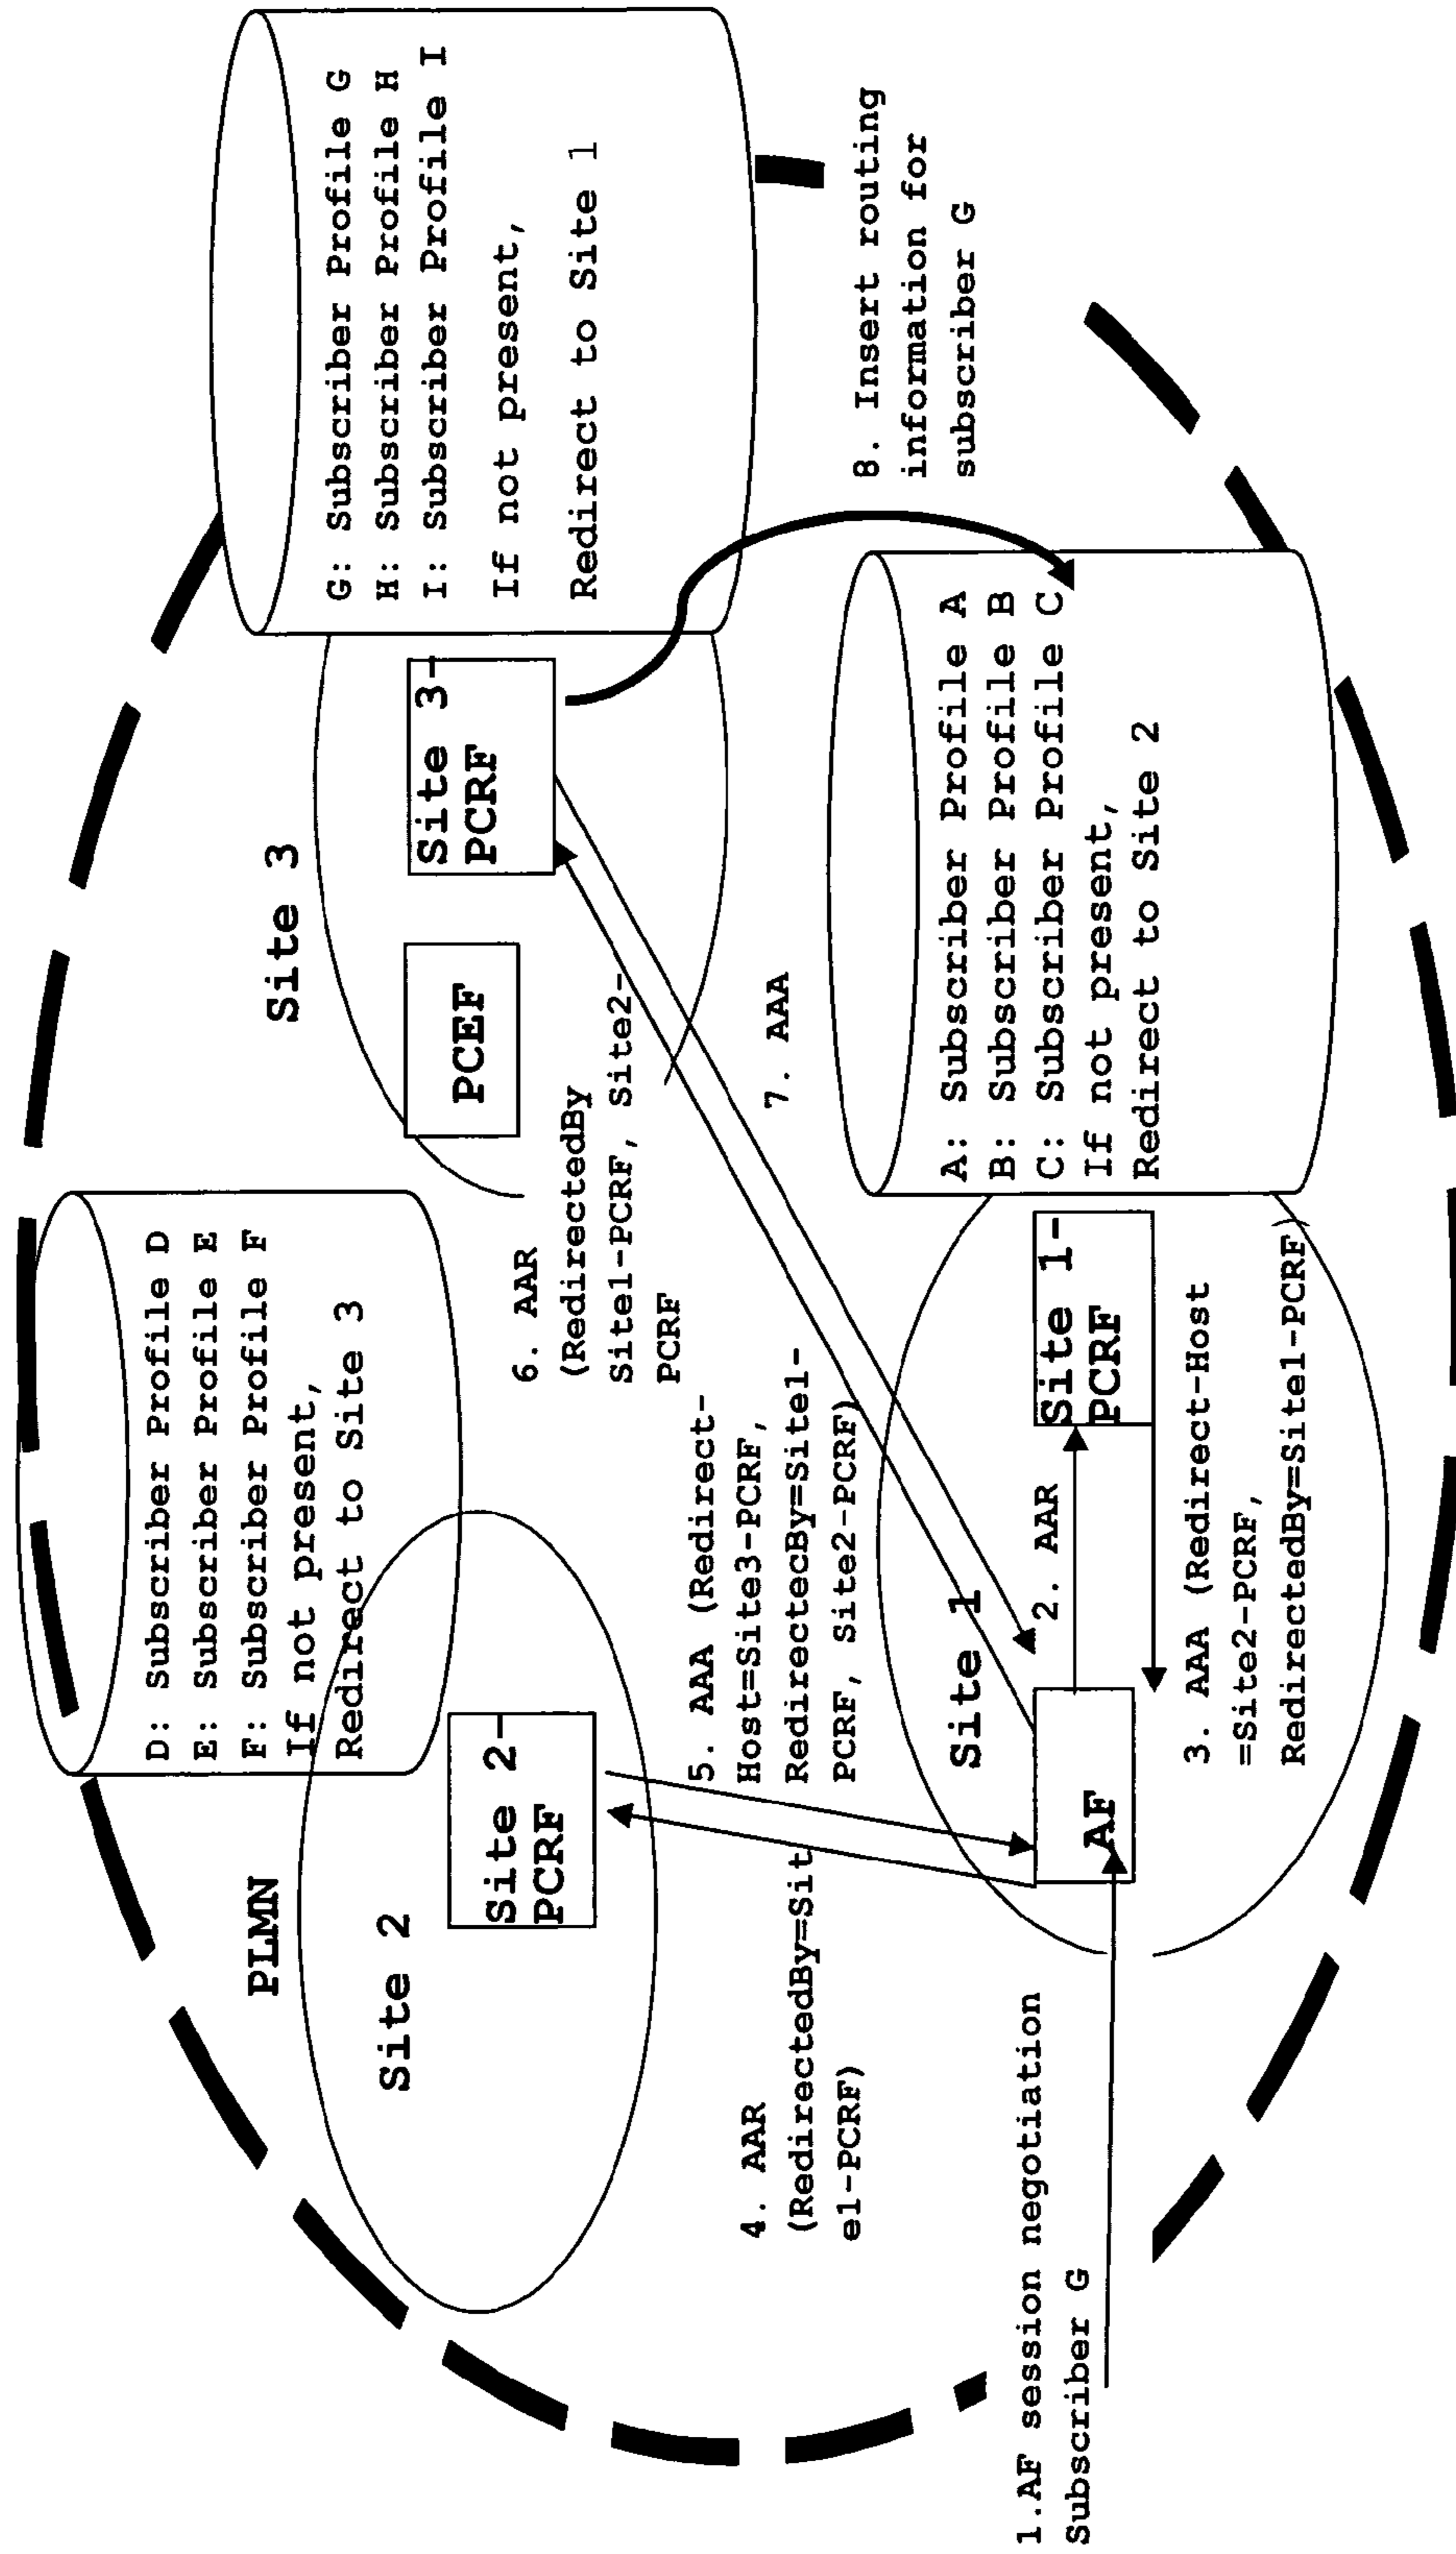 PLMN
Site 2
Site 2-
PCRF
D: Subscriber Profile D
E: Subscriber Profile E
F: Subscriber Profile F
If not present,
Redirect to Site 3
Site 3
PCEF
Site 3-
PCRF
G: Subscriber Profile G
H: Subscriber Profile H
I: Subscriber Profile I
If not present,
Redirect to Site 1
1.AF session negotiation
Subscriber G
4. AAR
(RedirectedBy=Sit
e1-PCRF)
5. AAA (Redirect-
Host=Site3-PCRF,
RedirectecBy=Site1-
PCRF, Site2-PCRF)
6. AAR
(RedirectedBy
Site1-PCRF, Site2-
PCRF
7. AAA
8. Insert routing
information for
subscriber G
Site 1
AF
2. AAR
Site 1-
PCRF
3. AAA (Redirect-Host
=Site2-PCRF,
RedirectedBy=Site1-PCRF)
A: Subscriber Profile A
B: Subscriber Profile B
C: Subscriber Profile C
If not present,
Redirect to Site 2